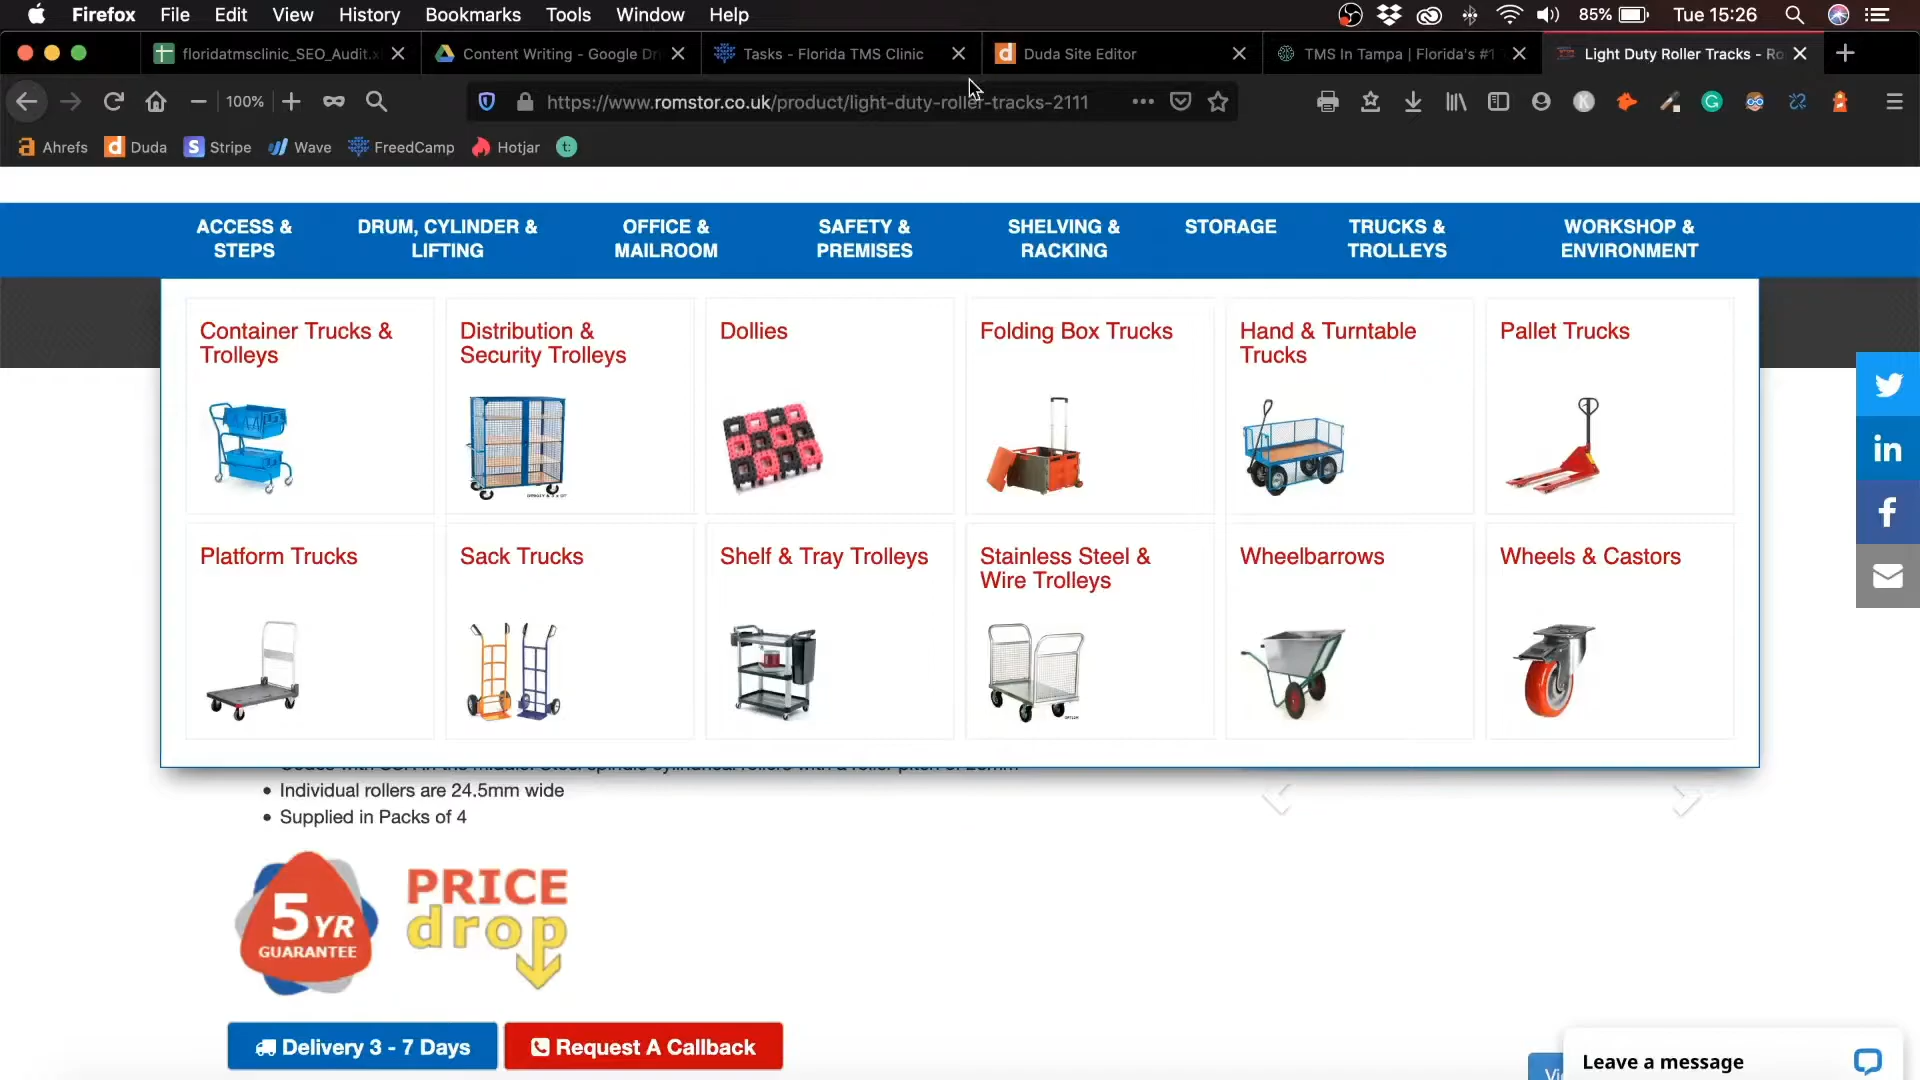 Firefox File Edit View History Bookmarks Tools Window Help 85% Tue 15:26
floridatmsclinic_SEO_Audit.x Content Writing - Google Dr Tasks - Florida TMS Clinic Duda Site Editor TMS In Tampa | Florida's #1 Light Duty Roller Tracks - Ro
100% https://www.romstor.co.uk/product/light-duty-roller-tracks-2111
Ahrefs Duda Stripe Wave FreedCamp Hotjar t:
ACCESS &
STEPS
DRUM, CYLINDER &
LIFTING
OFFICE &
MAILROOM
SAFETY &
PREMISES
SHELVING &
RACKING
STORAGE
TRUCKS &
TROLLEYS
WORKSHOP &
ENVIRONMENT
Container Trucks &
Trolleys
Distribution &
Security Trolleys
Dollies
Folding Box Trucks
Hand & Turntable
Trucks
Pallet Trucks
Platform Trucks
Sack Trucks
Shelf & Tray Trolleys
Stainless Steel &
Wire Trolleys
Wheelbarrows
Wheels & Castors
Individual rollers are 24.5mm wide
Supplied in Packs of 4
5 YR
GUARANTEE
PRICE
drop
Delivery 3 - 7 Days
Request A Callback
Leave a message